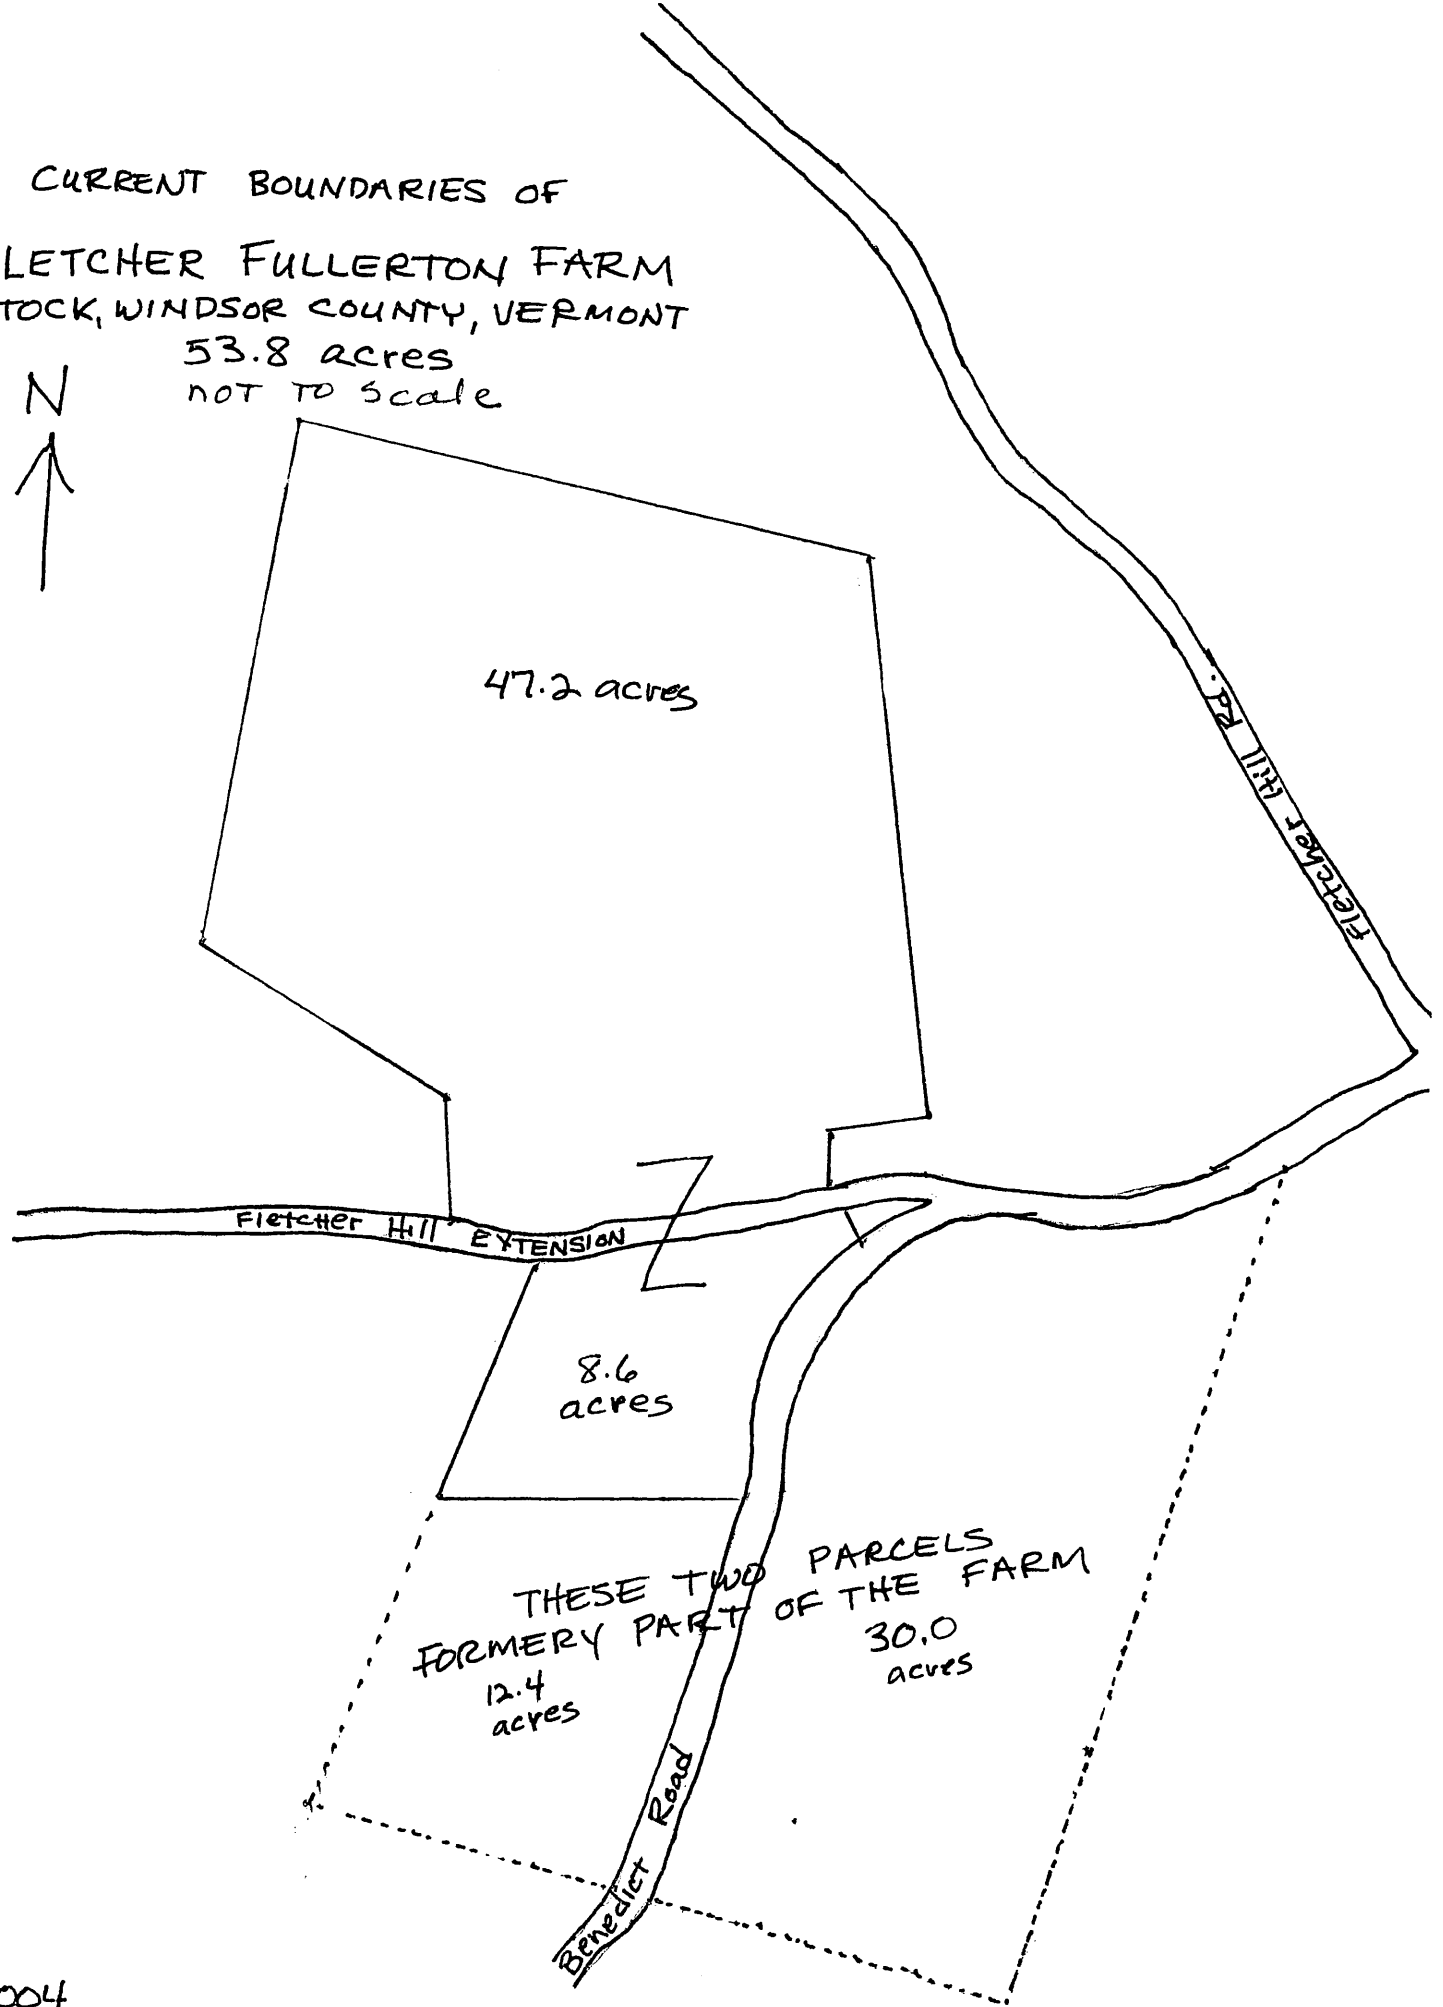 CURRENT BOUNDARIES OF
LETCHER FULLERTON FARM
TOCK, WINDSOR COUNTY, VERMONT
53.8 acres
NOT TO Scale
N
47.2 acres
Fletcher Hill Rd.
Fletcher Hill EXTENSION
8.6
acres
THESE TWO PARCELS
FORMERY PART OF THE FARM
30.0
acres
12.4
acres
Benedict Road
004